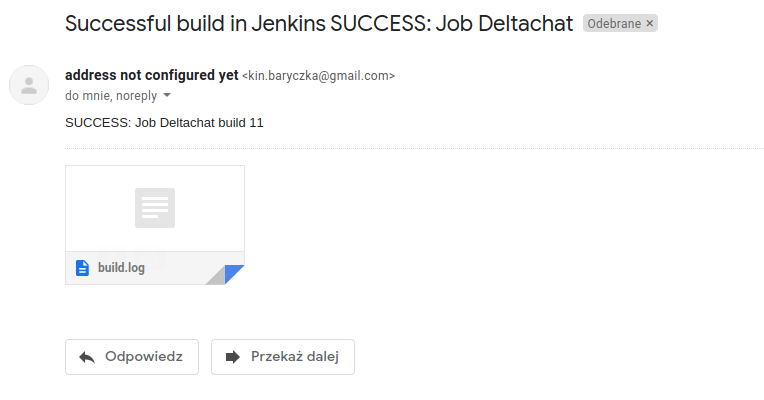 Successful build in Jenkins SUCCESS: Job Deltachat Odebrane ×
address not configured yet <kin.baryczka@gmail.com>
do mnie, noreply
SUCCESS: Job Deltachat build 11
build.log
Odpowiedz Przekaż dalej